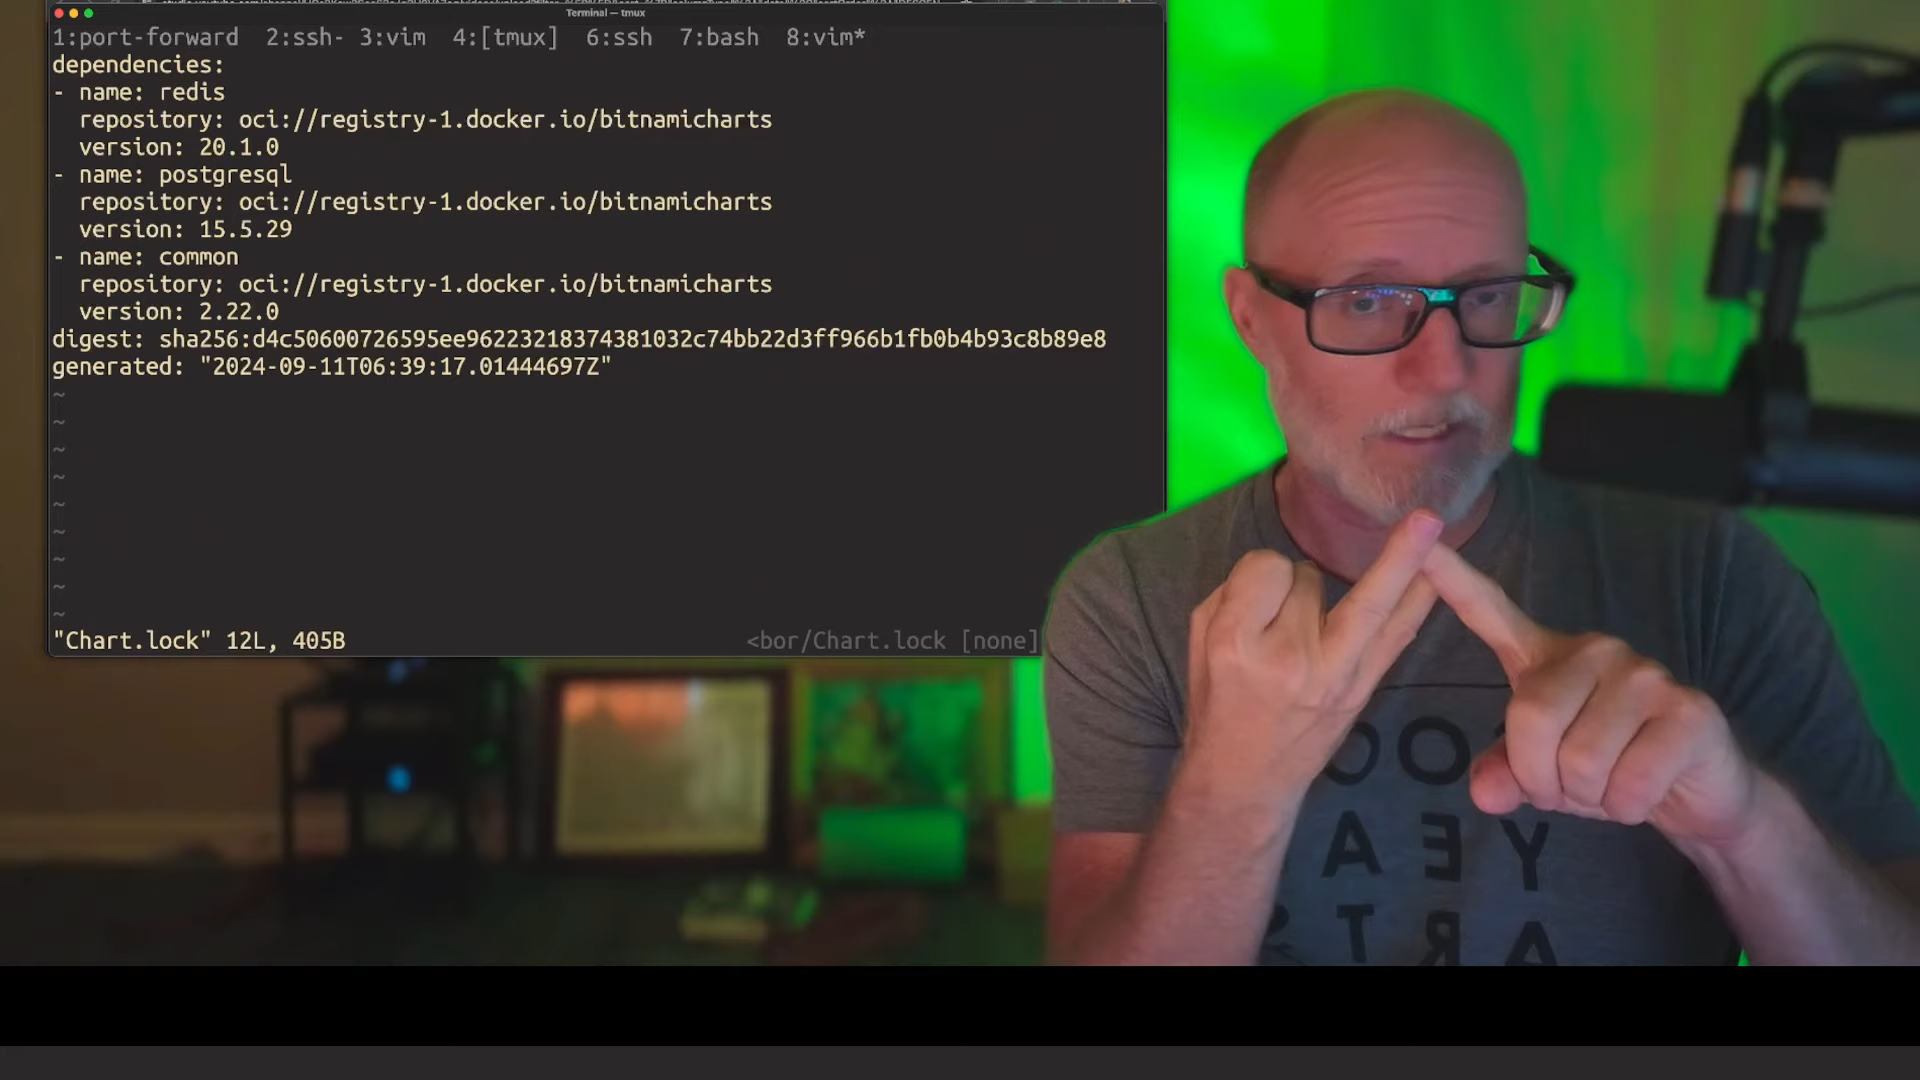 Terminal — tmux
1:port-forward 2:ssh- 3:vim 4:[tmux] 6:ssh 7:bash 8:vim*
dependencies:
- name: redis
repository: oci://registry-1.docker.io/bitnamicharts
version: 20.1.0
- name: postgresql
repository: oci://registry-1.docker.io/bitnamicharts
version: 15.5.29
- name: common
repository: oci://registry-1.docker.io/bitnamicharts
version: 2.22.0
digest: sha256:d4c50600726595ee96223218374381032c74bb22d3ff966b1fb0b4b93c8b89e8
generated: "2024-09-11T06:39:17.01444697Z"
~
~
~
~
~
~
~
~
~
"Chart.lock" 12L, 405B <bor/Chart.lock [none]